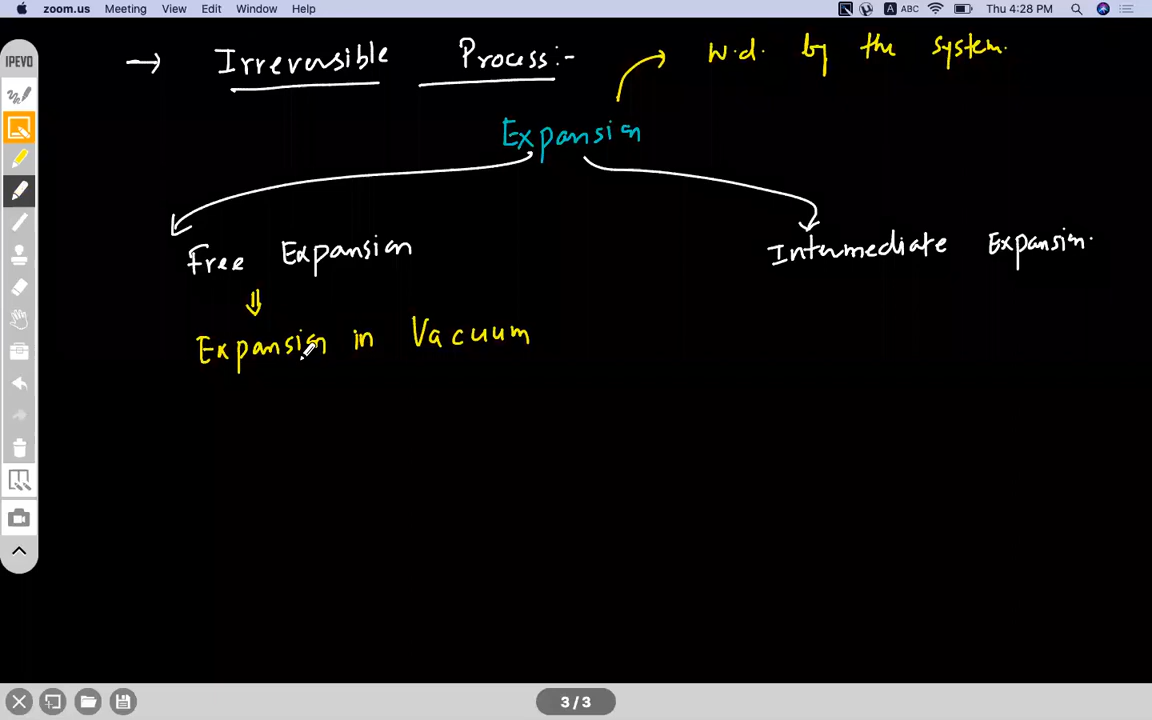 zoom.us Meeting View Edit Window Help A ABC Thu 4:28 PM
IPEVO
→ Irreversible Process:-
W.d. by the system.
Expansion
Free Expansion
Intermediate Expansion.
⇓
Expansion in Vacuum
3/3